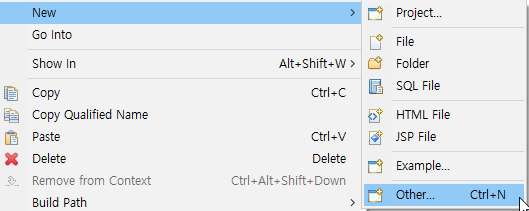 New
Go Into
Show In Alt+Shift+W
Copy Ctrl+C
Copy Qualified Name
Paste Ctrl+V
Delete Delete
Remove from Context Ctrl+Alt+Shift+Down
Build Path
Project...
File
Folder
SQL File
HTML File
JSP File
Example...
Other... Ctrl+N